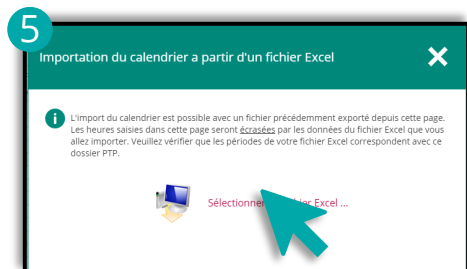 5
Importation du calendrier a partir d'un fichier Excel
L'import du calendrier est possible avec un fichier précédemment exporté depuis cette page.
Les heures saisies dans cette page seront écrasées par les données du fichier Excel que vous
allez importer. Veuillez vérifier que les périodes de votre fichier Excel correspondent avec ce
dossier PTP.
Sélectionner fichier Excel ...